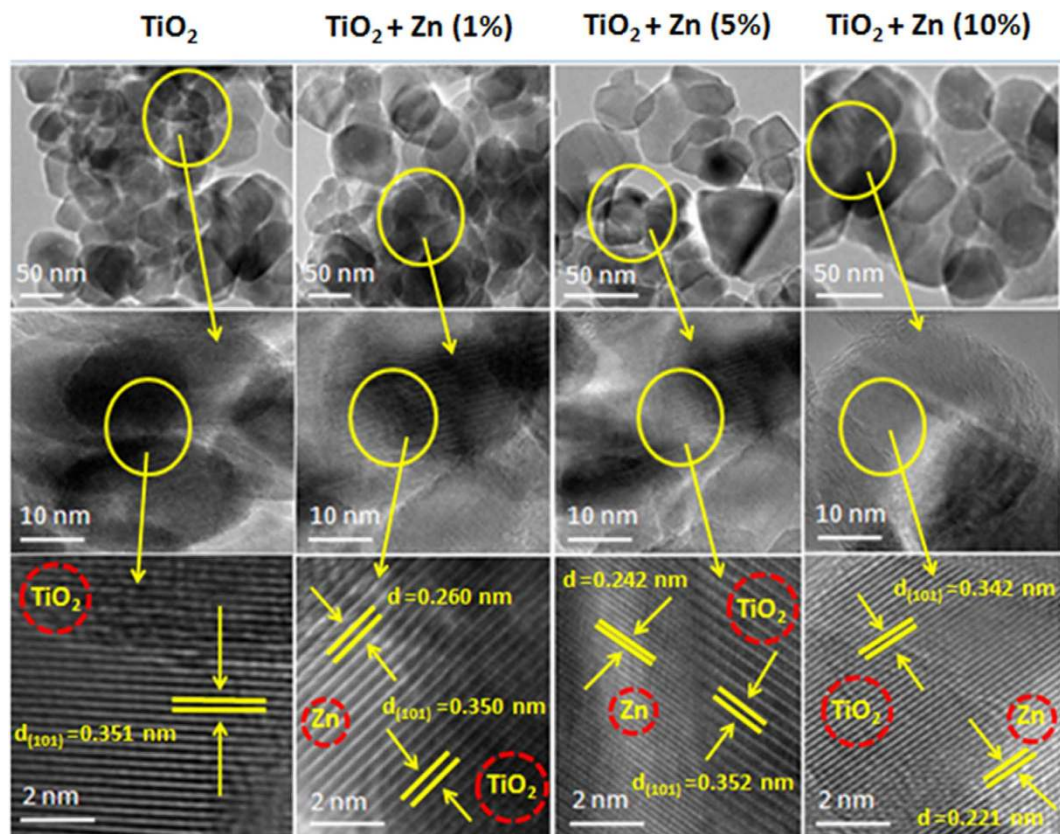 TiO₂
TiO₂ + Zn (1%)
TiO₂ + Zn (5%)
TiO₂ + Zn (10%)
50 nm
50 nm
50 nm
50 nm
10 nm
10 nm
10 nm
10 nm
TiO₂
d₍₁₀₁₎=0.351 nm
2 nm
d=0.260 nm
Zn
d₍₁₀₁₎=0.350 nm
TiO₂
2 nm
d=0.242 nm
TiO₂
Zn
d₍₁₀₁₎=0.352 nm
2 nm
d₍₁₀₁₎=0.342 nm
TiO₂
Zn
2 nm
d=0.221 nm